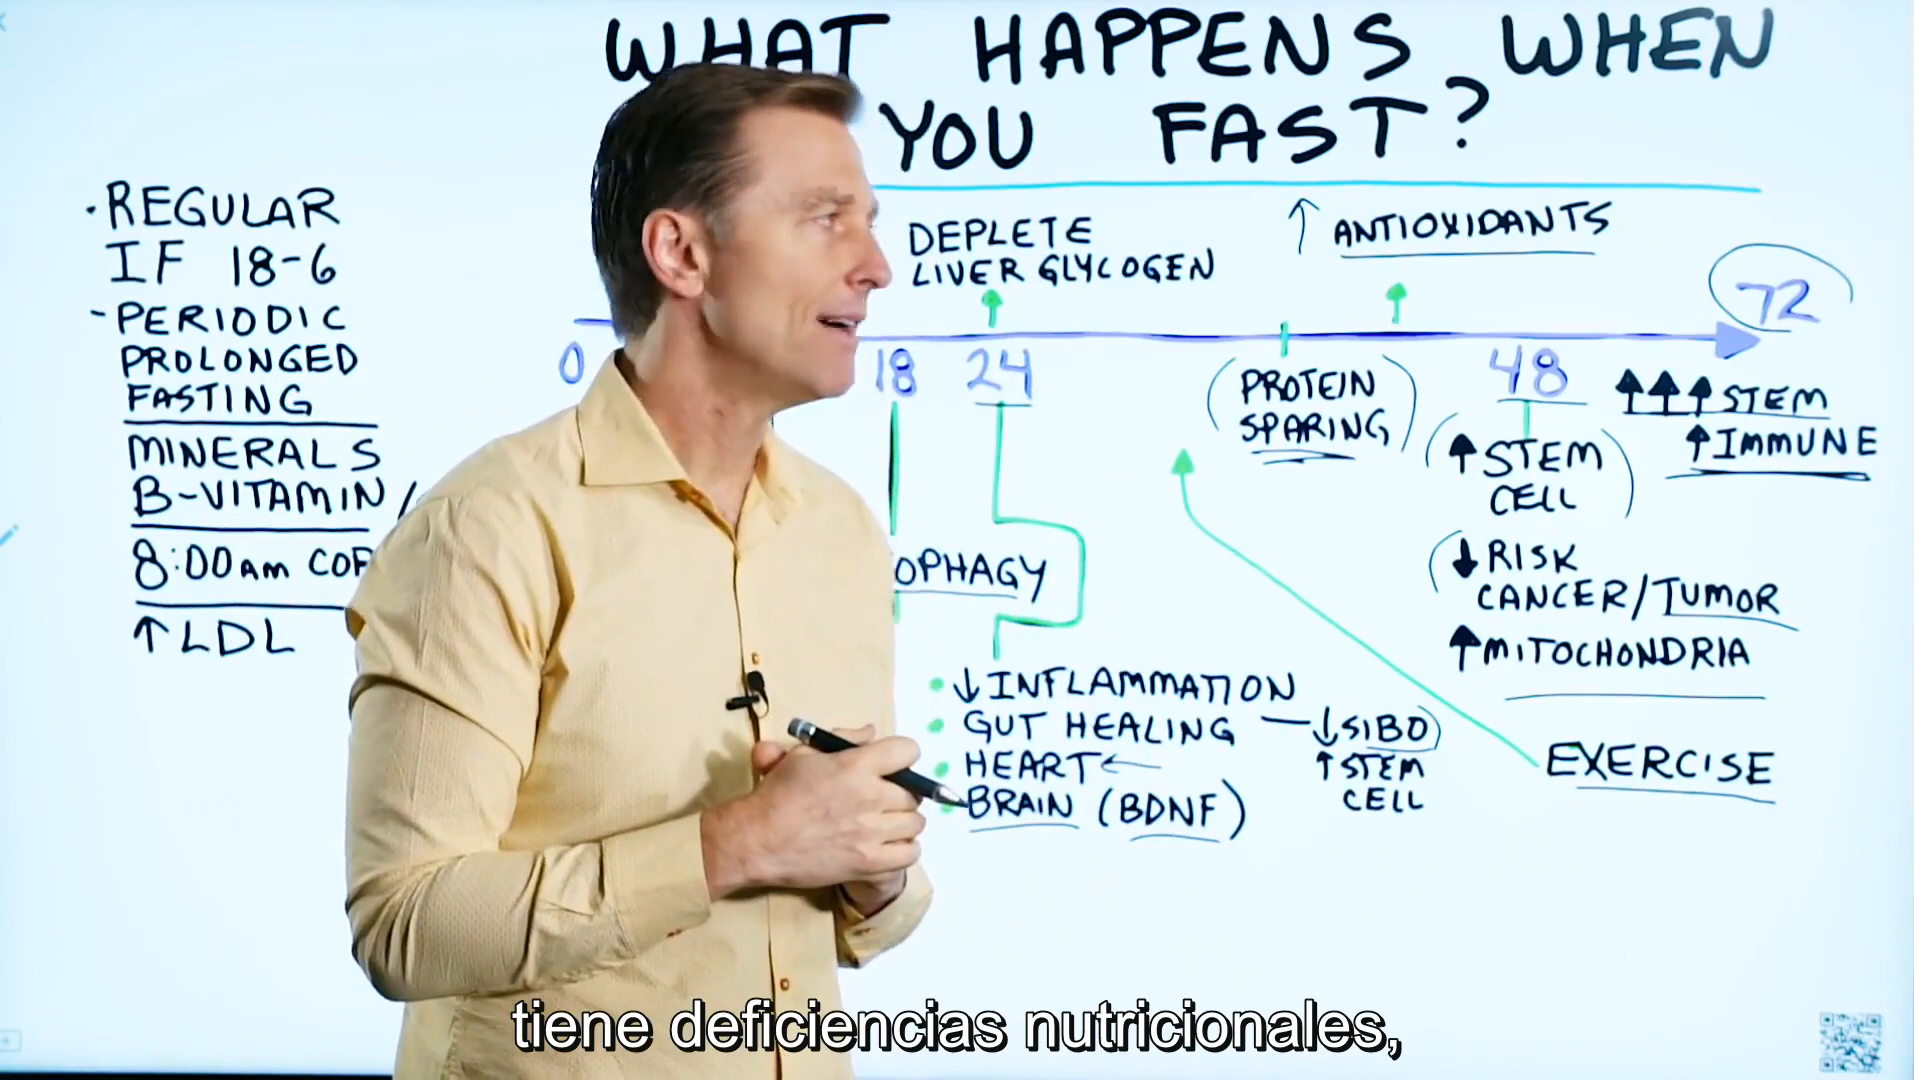 WHAT HAPPENS WHEN
YOU FAST?
· REGULAR
IF 18-6
- PERIODIC
PROLONGED
FASTING
MINERALS
B-VITAMIN/
8:00am
↑LDL
DEPLETE
LIVER GLYCOGEN
↑ ANTIOXIDANTS
72
0
18
24
48
(PROTEIN
SPARING)
(↑STEM
CELL)
↑↑↑STEM
↑IMMUNE
OPHAGY
(↓RISK
CANCER/TUMOR
↑MITOCHONDRIA
EXERCISE
• ↓INFLAMMATION
• GUT HEALING — ↓SIBO)
↑STEM
CELL
• HEART←
• BRAIN (BDNF)
tiene deficiencias nutricionales,